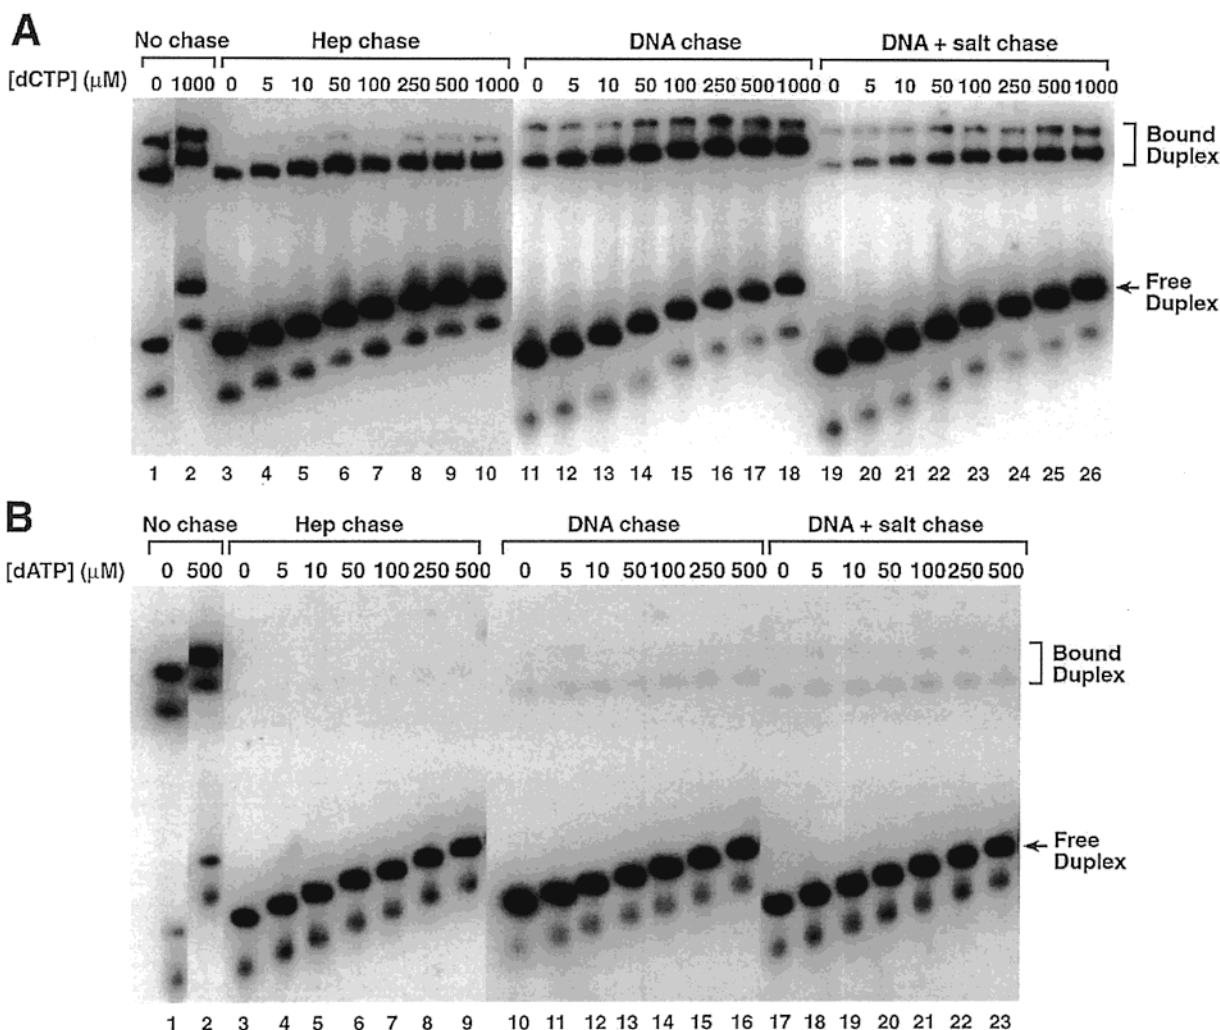 A
No chase Hep chase DNA chase DNA + salt chase
[dCTP] (µM) 0 1000 0 5 10 50 100 250 500 1000 0 5 10 50 100 250 500 1000 0 5 10 50 100 250 500 1000
Bound
Duplex
Free
Duplex
1 2 3 4 5 6 7 8 9 10 11 12 13 14 15 16 17 18 19 20 21 22 23 24 25 26
B
No chase Hep chase DNA chase DNA + salt chase
[dATP] (µM) 0 500 0 5 10 50 100 250 500 0 5 10 50 100 250 500 0 5 10 50 100 250 500
Bound
Duplex
Free
Duplex
1 2 3 4 5 6 7 8 9 10 11 12 13 14 15 16 17 18 19 20 21 22 23